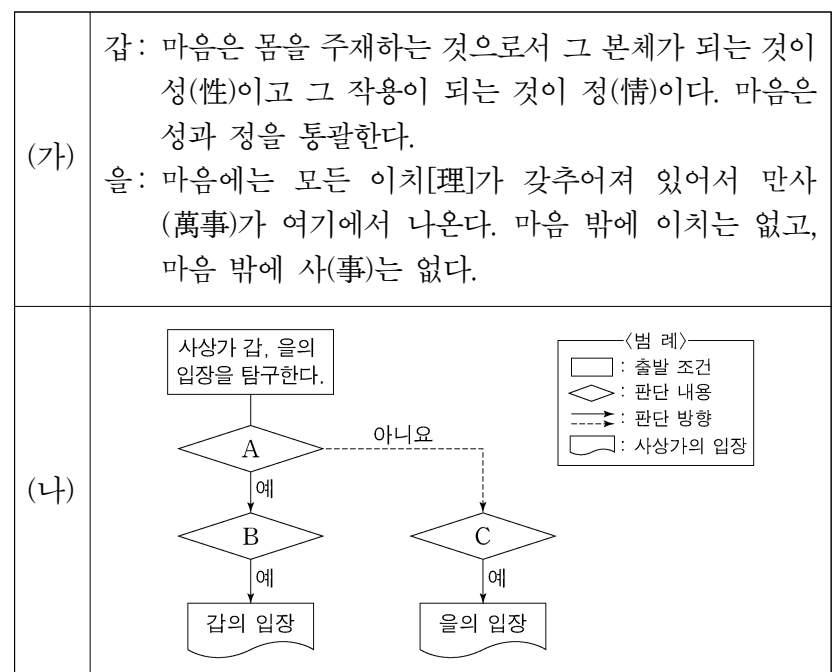 (가)
갑: 마음은 몸을 주재하는 것으로서 그 본체가 되는 것이
성(性)이고 그 작용이 되는 것이 정(情)이다. 마음은
성과 정을 통괄한다.
을: 마음에는 모든 이치[理]가 갖추어져 있어서 만사
(萬事)가 여기에서 나온다. 마음 밖에 이치는 없고,
마음 밖에 사(事)는 없다.
(나)
사상가 갑, 을의
입장을 탐구한다.
A
아니요
예
B
C
예
예
갑의 입장
을의 입장
〈범 례〉
: 출발 조건
: 판단 내용
: 판단 방향
: 사상가의 입장